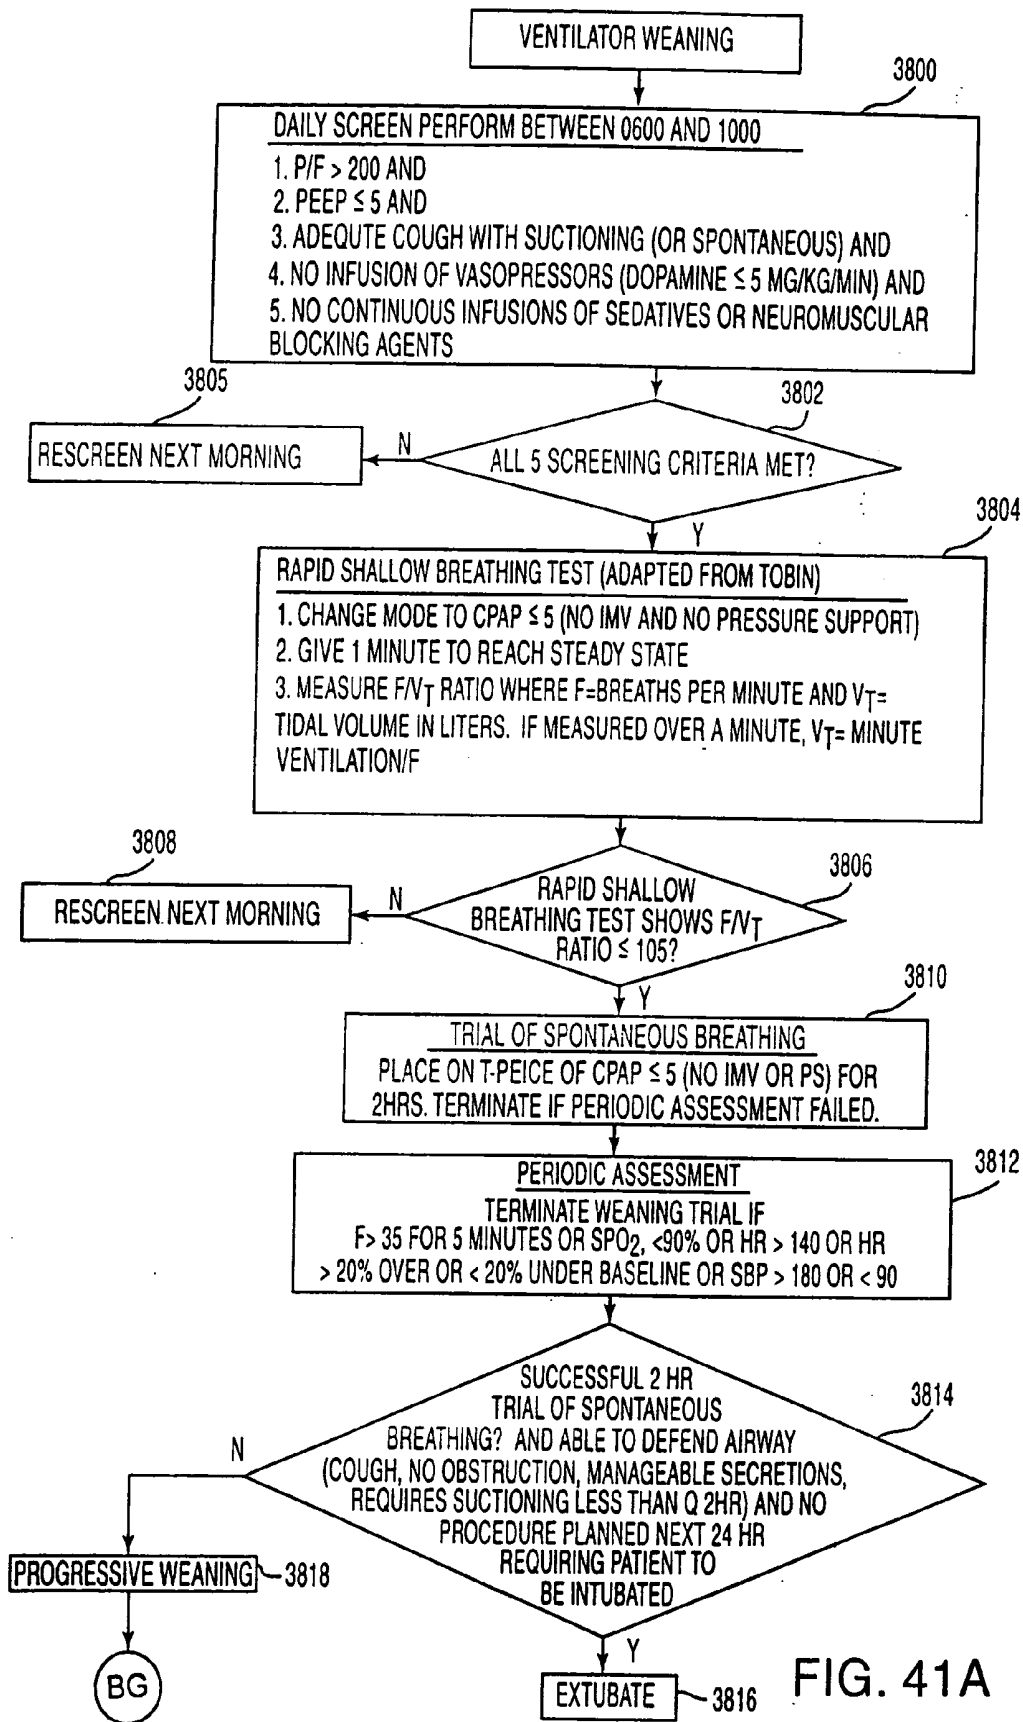 VENTILATOR WEANING
3800
DAILY SCREEN PERFORM BETWEEN 0600 AND 1000
1. P/F > 200 AND
2. PEEP ≤ 5 AND
3. ADEQUTE COUGH WITH SUCTIONING (OR SPONTANEOUS) AND
4. NO INFUSION OF VASOPRESSORS (DOPAMINE ≤ 5 MG/KG/MIN) AND
5. NO CONTINUOUS INFUSIONS OF SEDATIVES OR NEUROMUSCULAR
BLOCKING AGENTS
3805
3802
RESCREEN NEXT MORNING
N
ALL 5 SCREENING CRITERIA MET?
Y
3804
RAPID SHALLOW BREATHING TEST (ADAPTED FROM TOBIN)
1. CHANGE MODE TO CPAP ≤ 5 (NO IMV AND NO PRESSURE SUPPORT)
2. GIVE 1 MINUTE TO REACH STEADY STATE
3. MEASURE F/VT RATIO WHERE F=BREATHS PER MINUTE AND VT=
TIDAL VOLUME IN LITERS. IF MEASURED OVER A MINUTE, VT= MINUTE
VENTILATION/F
3808
3806
RESCREEN NEXT MORNING
N
RAPID SHALLOW
BREATHING TEST SHOWS F/VT
RATIO ≤ 105?
Y
3810
TRIAL OF SPONTANEOUS BREATHING
PLACE ON T-PEICE OF CPAP ≤ 5 (NO IMV OR PS) FOR
2HRS. TERMINATE IF PERIODIC ASSESSMENT FAILED.
3812
PERIODIC ASSESSMENT
TERMINATE WEANING TRIAL IF
F> 35 FOR 5 MINUTES OR SPO2, <90% OR HR > 140 OR HR
> 20% OVER OR < 20% UNDER BASELINE OR SBP > 180 OR < 90
3814
SUCCESSFUL 2 HR
TRIAL OF SPONTANEOUS
BREATHING? AND ABLE TO DEFEND AIRWAY
(COUGH, NO OBSTRUCTION, MANAGEABLE SECRETIONS,
REQUIRES SUCTIONING LESS THAN Q 2HR) AND NO
PROCEDURE PLANNED NEXT 24 HR
REQUIRING PATIENT TO
BE INTUBATED
N
PROGRESSIVE WEANING
3818
BG
Y
EXTUBATE
3816
FIG. 41A